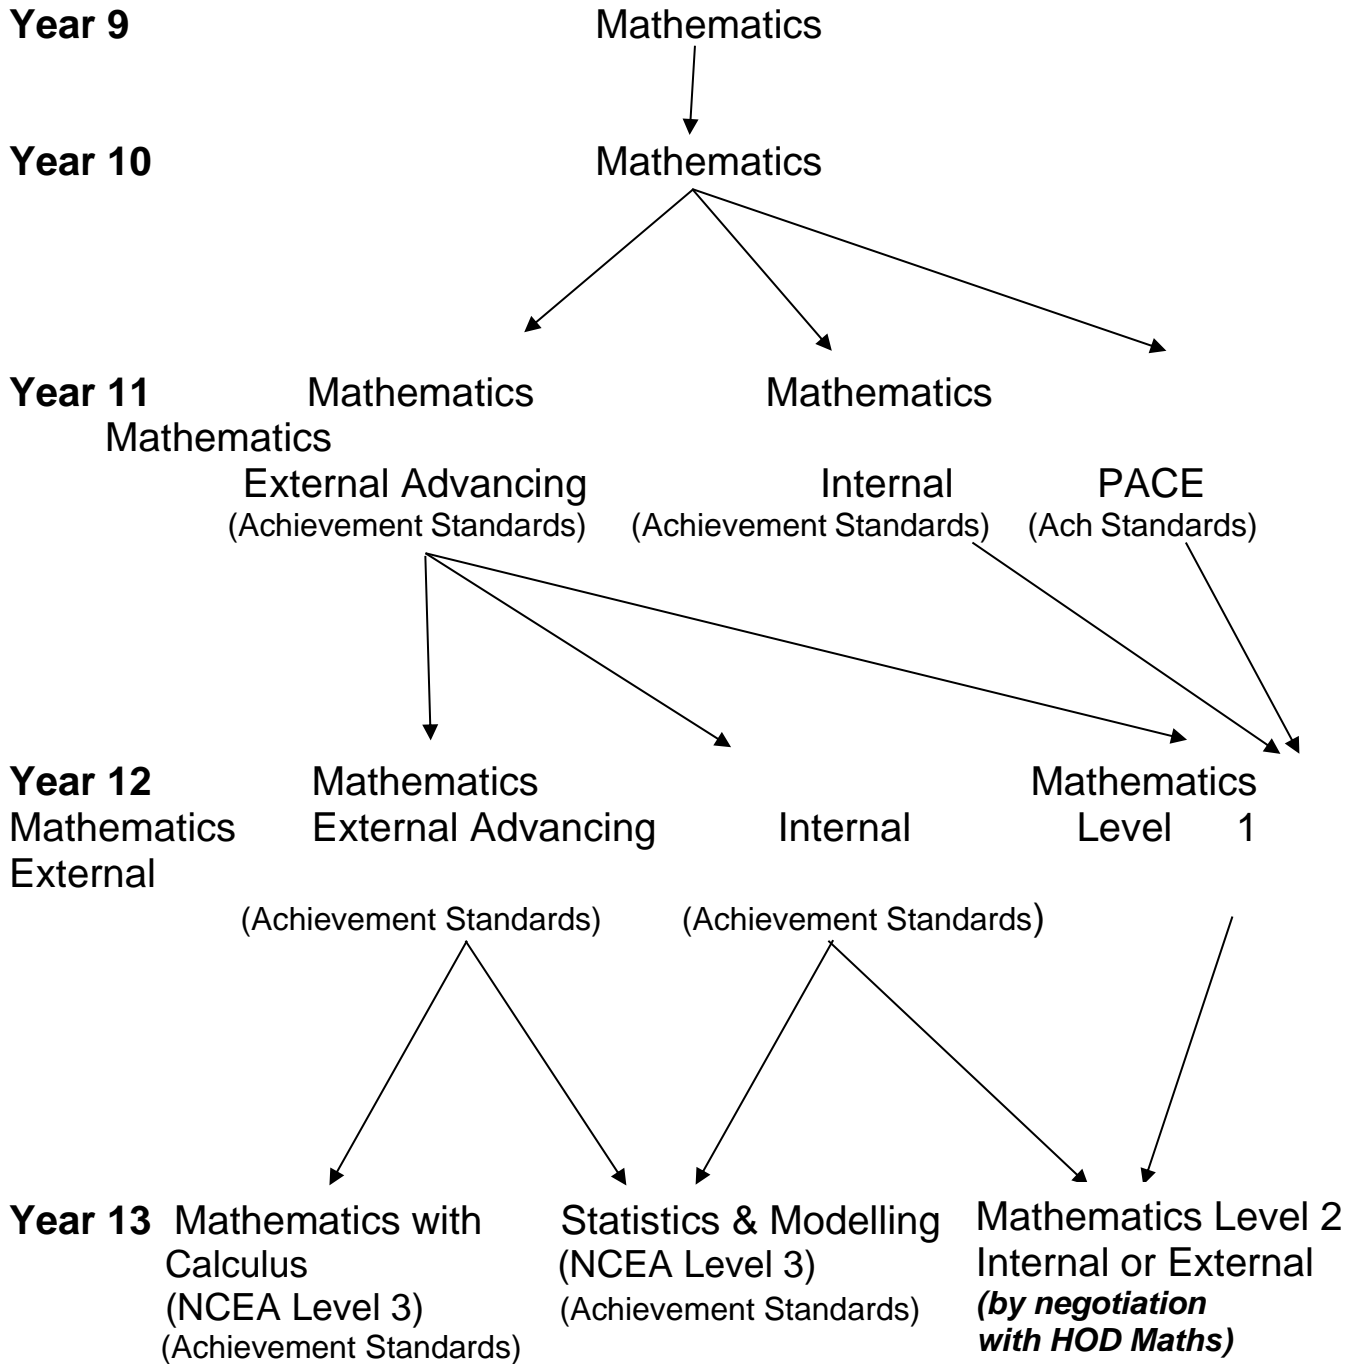 Year 9 Mathematics
Year 10 Mathematics
Year 11 Mathematics Mathematics
Mathematics
External Advancing Internal PACE
(Achievement Standards) (Achievement Standards) (Ach Standards)
Year 12 Mathematics Mathematics
Mathematics External Advancing Internal Level 1
External
(Achievement Standards) (Achievement Standards)
Year 13 Mathematics with Statistics & Modelling Mathematics Level 2
Calculus (NCEA Level 3) Internal or External
(NCEA Level 3) (Achievement Standards) (by negotiation
(Achievement Standards) with HOD Maths)